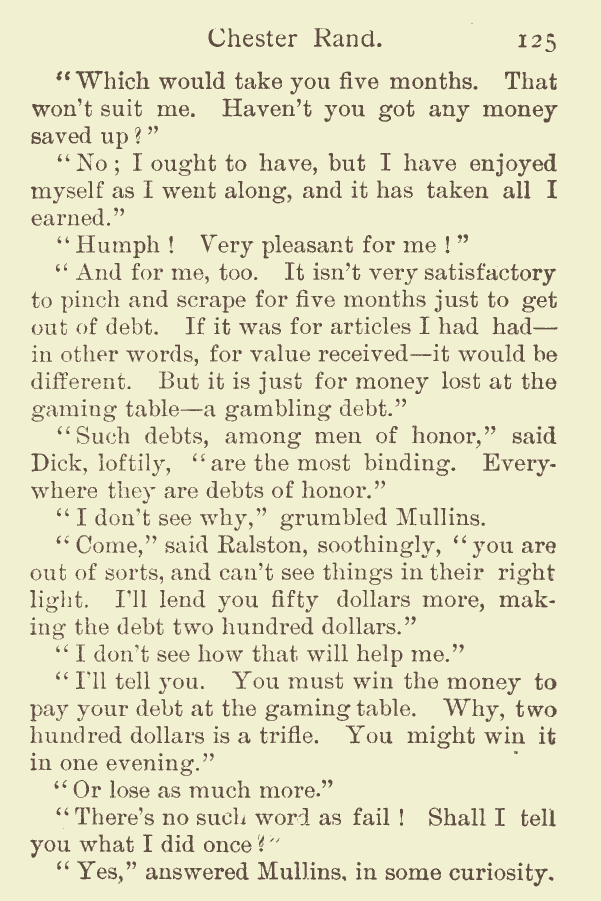 Chester Rand. 125
“Which would take you five months. That
won’t suit me. Haven’t you got any money
saved up?”
“No; I ought to have, but I have enjoyed
myself as I went along, and it has taken all I
earned.”
“Humph! Very pleasant for me!”
“And for me, too. It isn’t very satisfactory
to pinch and scrape for five months just to get
out of debt. If it was for articles I had had—
in other words, for value received—it would be
different. But it is just for money lost at the
gaming table—a gambling debt.”
“Such debts, among men of honor,” said
Dick, loftily, “are the most binding. Every-
where they are debts of honor.”
“I don’t see why,” grumbled Mullins.
“Come,” said Ralston, soothingly, “you are
out of sorts, and can’t see things in their right
light. I’ll lend you fifty dollars more, mak-
ing the debt two hundred dollars.”
“I don’t see how that will help me.”
“I’ll tell you. You must win the money to
pay your debt at the gaming table. Why, two
hundred dollars is a trifle. You might win it
in one evening.”
“Or lose as much more.”
“There’s no such word as fail! Shall I tell
you what I did once?”
“Yes,” answered Mullins, in some curiosity.